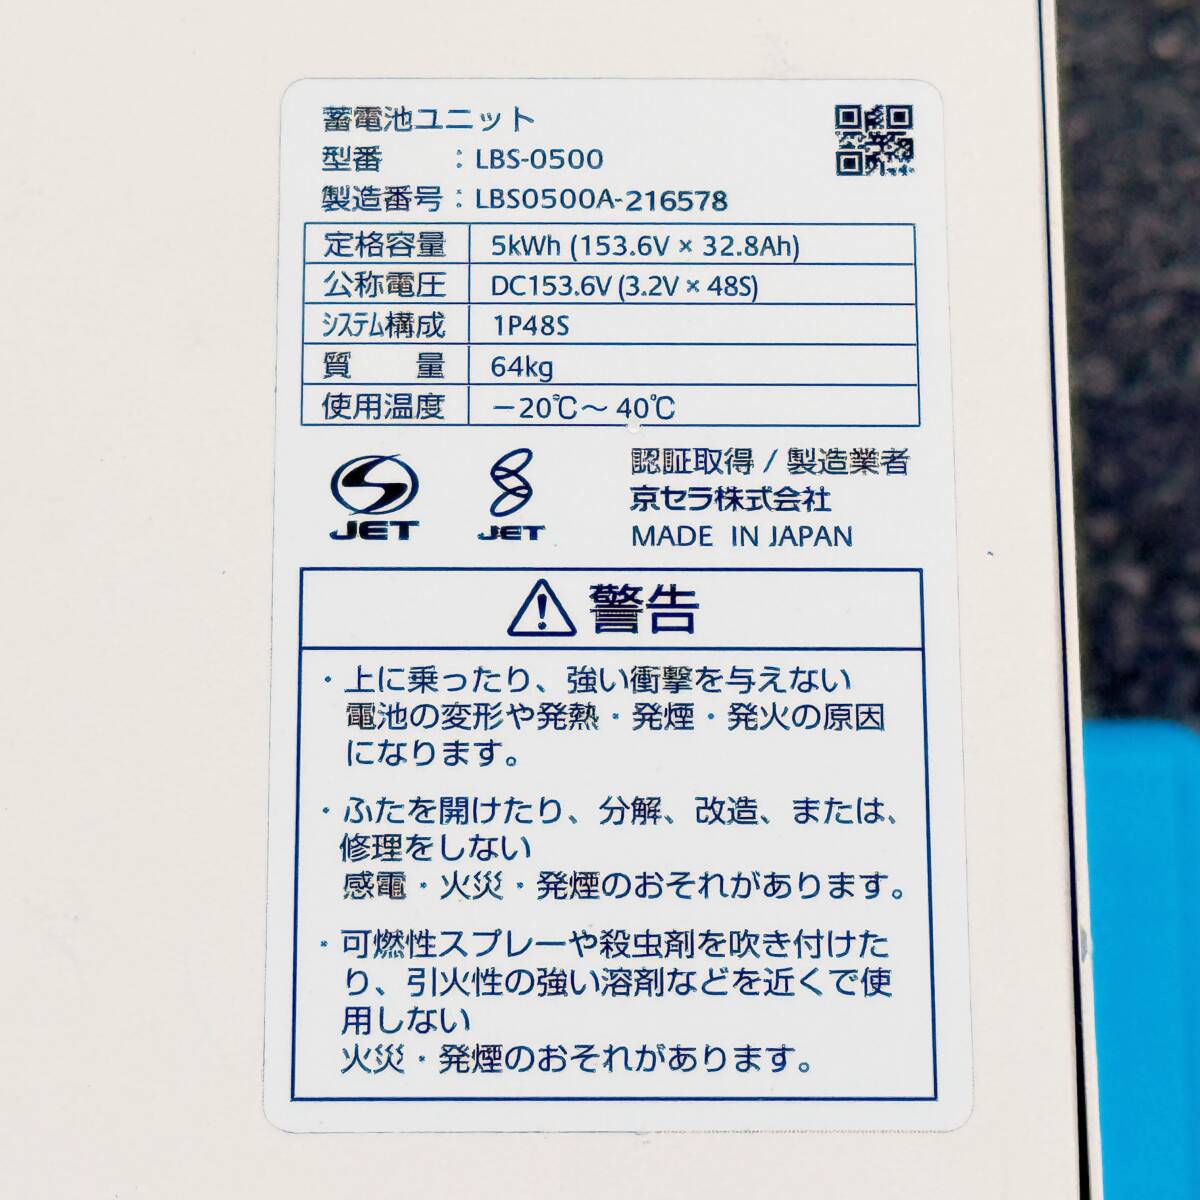 蓄電池ユニット
型番 : LBS-0500
製造番号 : LBS0500A-216578
定格容量 5kWh (153.6V × 32.8Ah)
公称電圧 DC153.6V (3.2V × 48S)
システム構成 1P48S
質 量 64kg
使用温度 －20℃～ 40℃
認証取得 / 製造業者
京セラ株式会社
MADE IN JAPAN
JET JET
警告
・上に乗ったり、強い衝撃を与えない
電池の変形や発熱・発煙・発火の原因
になります。
・ふたを開けたり、分解、改造、または、
修理をしない
感電・火災・発煙のおそれがあります。
・可燃性スプレーや殺虫剤を吹き付けた
り、引火性の強い溶剤などを近くで使
用しない
火災・発煙のおそれがあります。